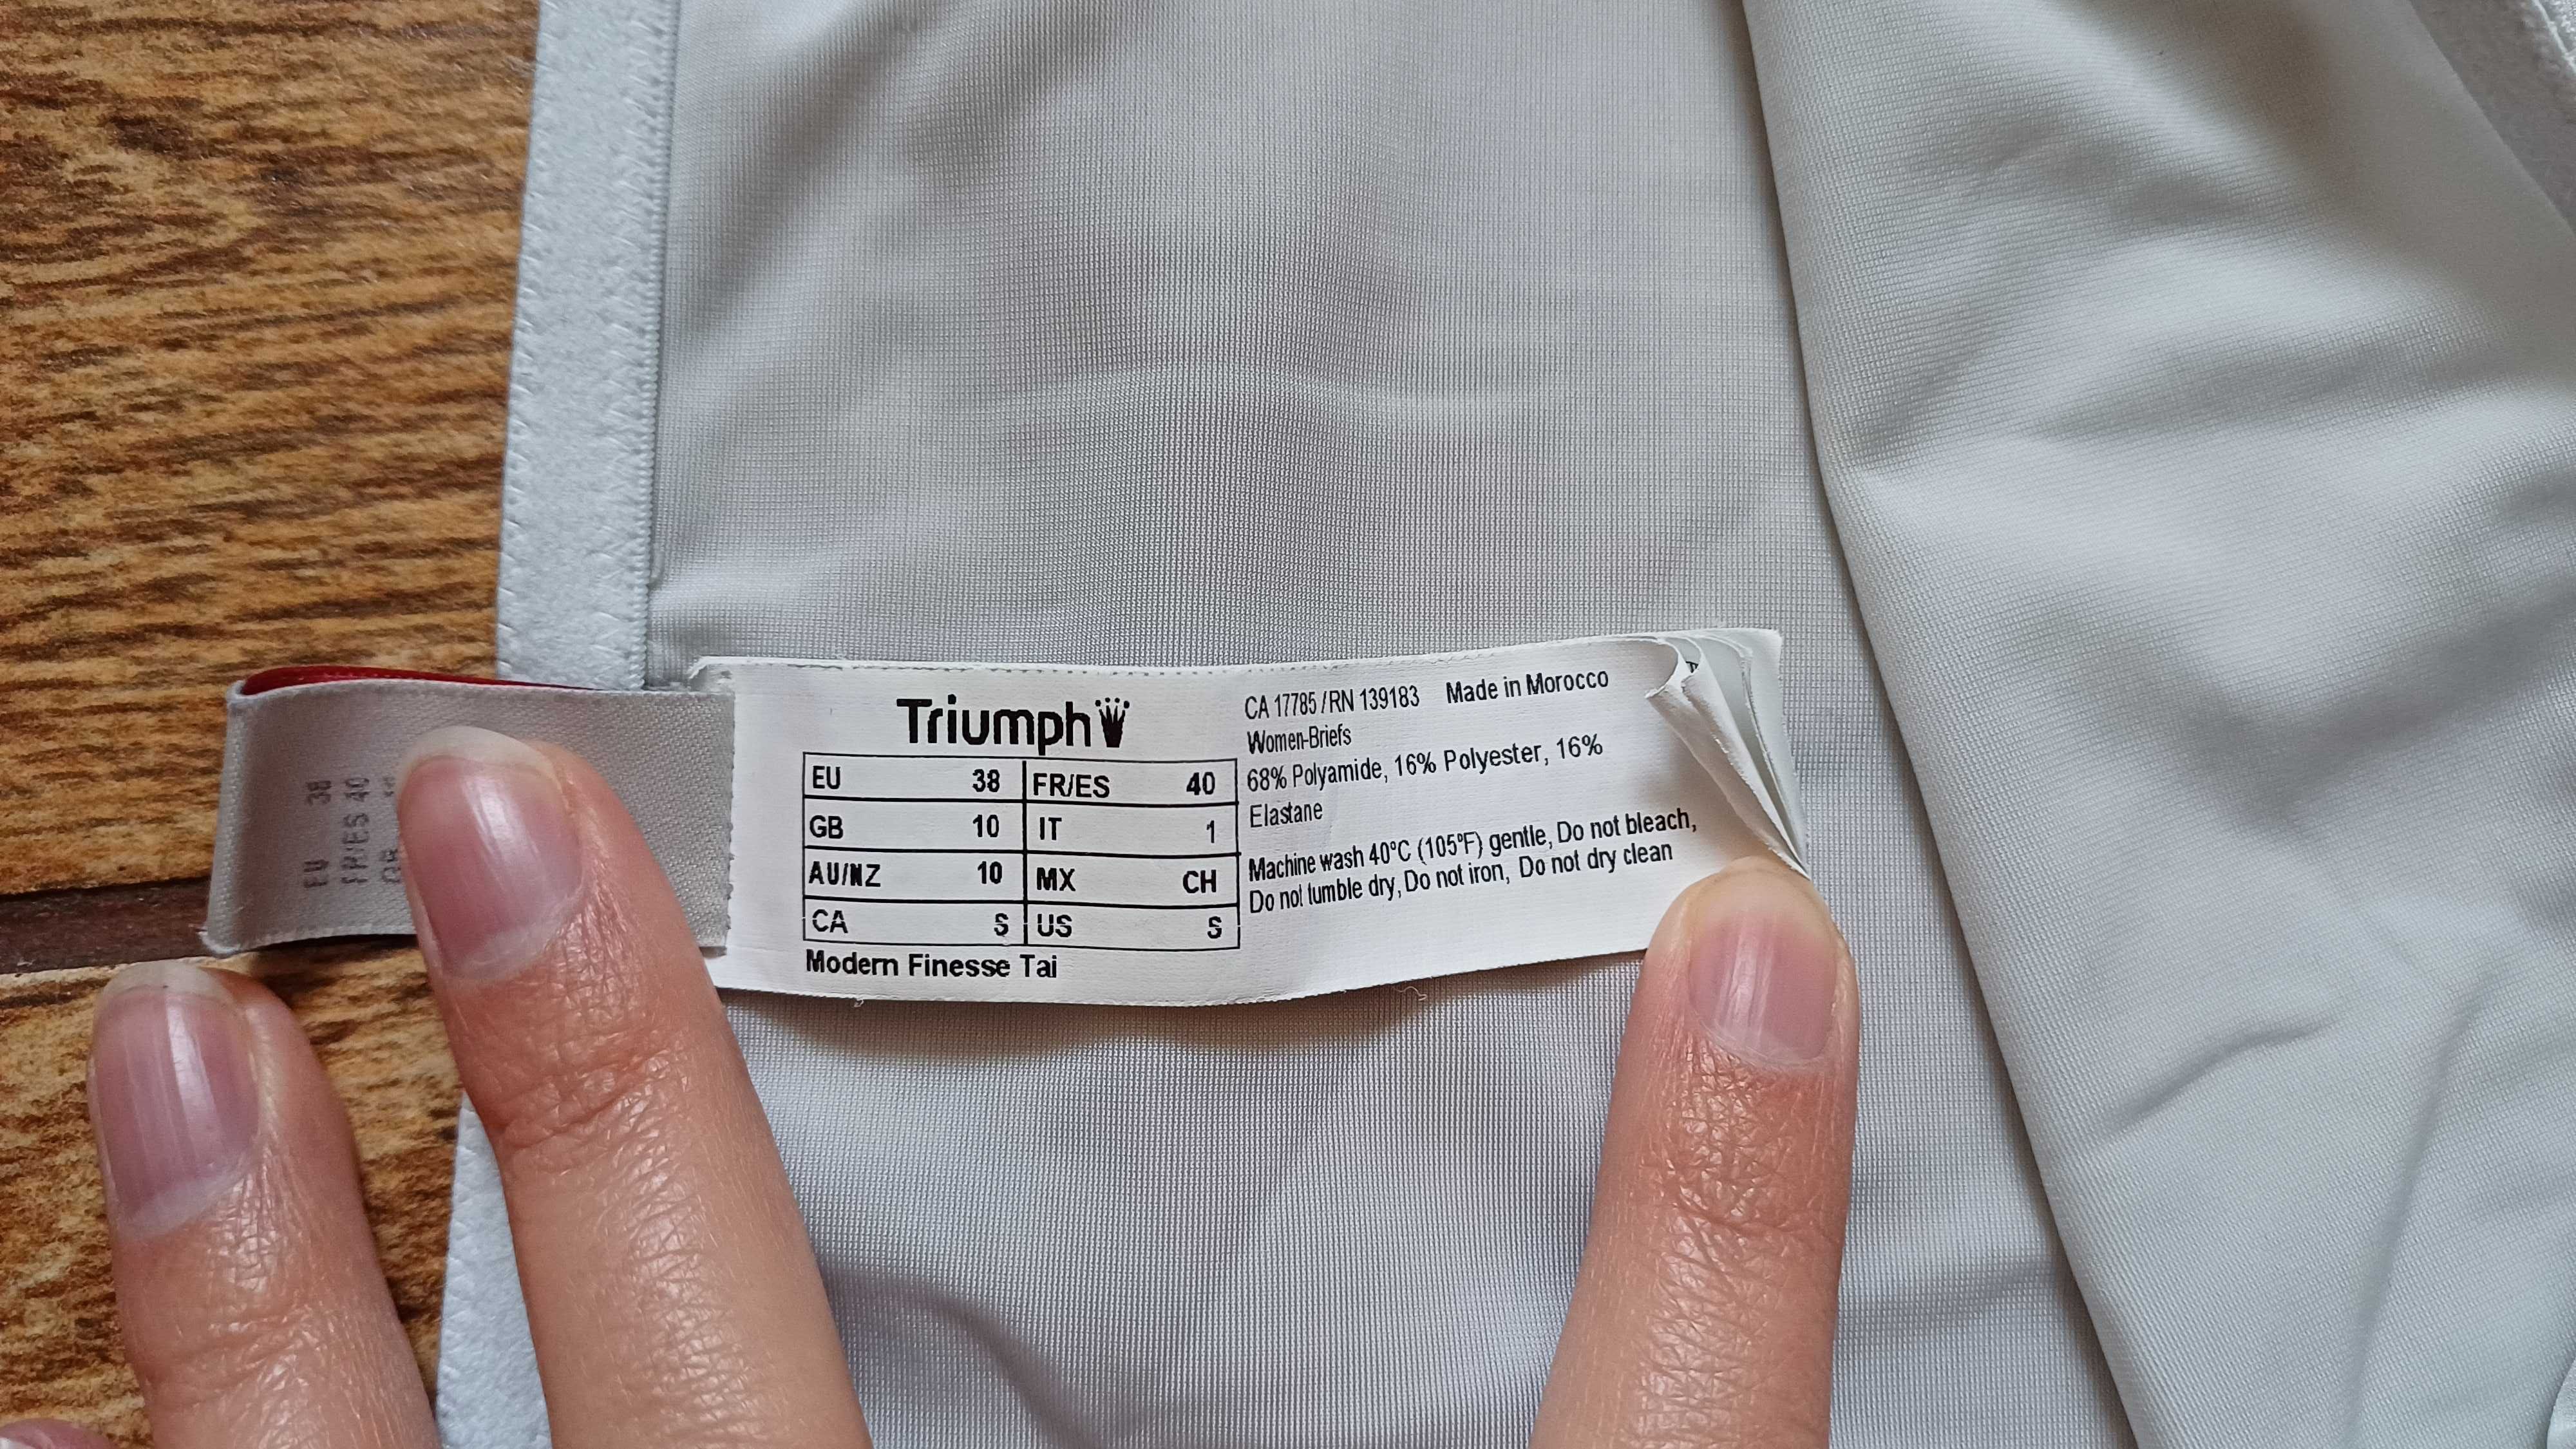 EU 38
FR/ES 40
Triumph
EU 38 FR/ES 40
GB 10 IT 1
AU/NZ 10 MX CH
CA S US S
Modern Finesse Tai
CA 17785 / RN 139183 Made in Morocco
Women-Briefs
68% Polyamide, 16% Polyester, 16%
Elastane
Machine wash 40°C (105°F) gentle, Do not bleach,
Do not tumble dry, Do not iron, Do not dry clean